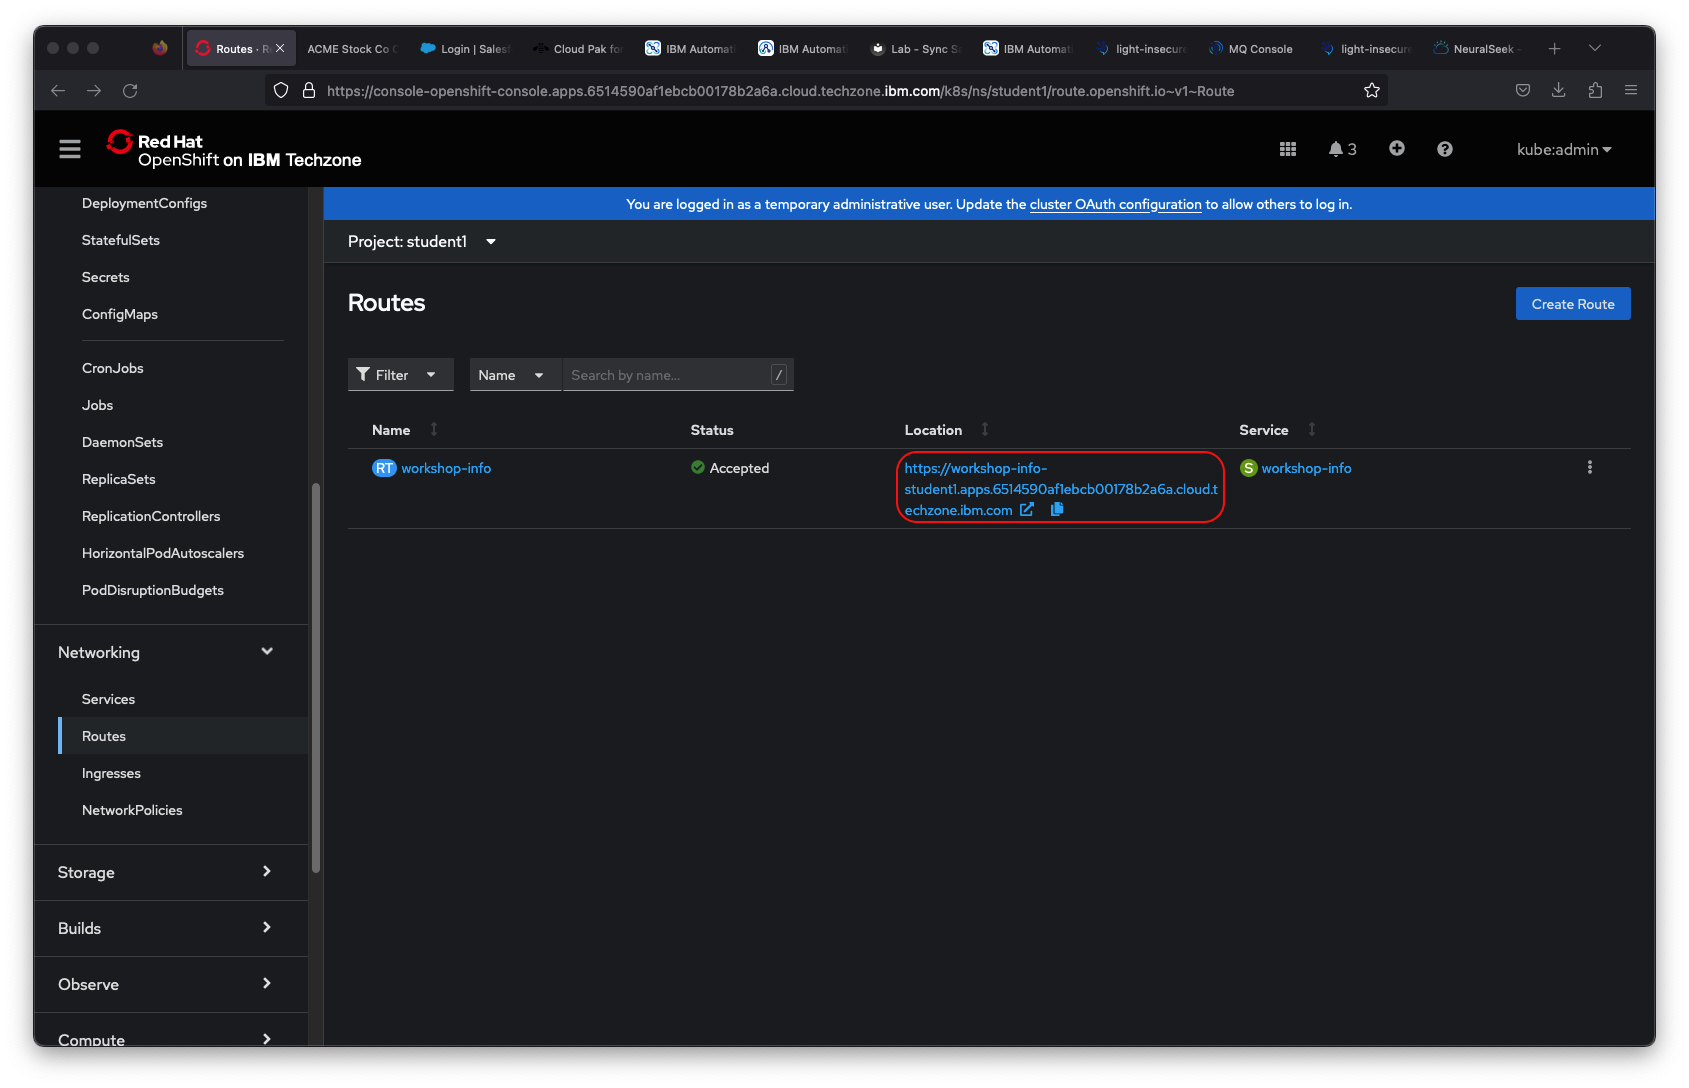 Routes · R
ACME Stock Co
Login | Sales
Cloud Pak fo
IBM Automat
IBM Automat
Lab - Sync S
IBM Automat
light-insecur
MQ Console
light-insecur
NeuralSeek -
https://console-openshift-console.apps.6514590af1ebcb00178b2a6a.cloud.techzone.ibm.com/k8s/ns/student1/route.openshift.io~v1~Route
Red Hat
OpenShift on IBM Techzone
3
kube:admin
You are logged in as a temporary administrative user. Update the cluster OAuth configuration to allow others to log in.
DeploymentConfigs
StatefulSets
Secrets
ConfigMaps
CronJobs
Jobs
DaemonSets
ReplicaSets
ReplicationControllers
HorizontalPodAutoscalers
PodDisruptionBudgets
Networking
Services
Routes
Ingresses
NetworkPolicies
Storage
Builds
Observe
Compute
Project: student1
Routes
Create Route
Filter
Name
Search by name...
/
Name
Status
Location
Service
RT workshop-info
Accepted
https://workshop-info-
student1.apps.6514590af1ebcb00178b2a6a.cloud.t
echzone.ibm.com
S workshop-info